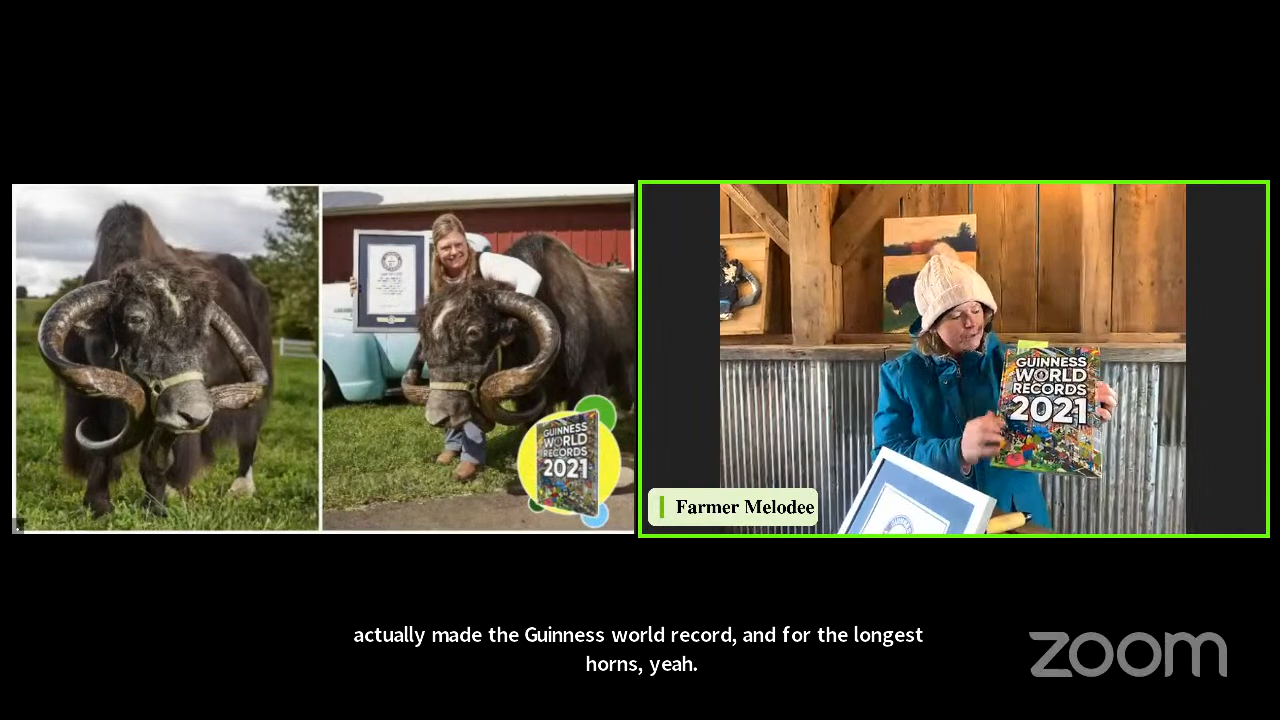 GUINNESS
WORLD
RECORDS
2021
GUINNESS
WORLD
RECORDS
2021
Farmer Melodee
actually made the Guinness world record, and for the longest
horns, yeah.
zoom